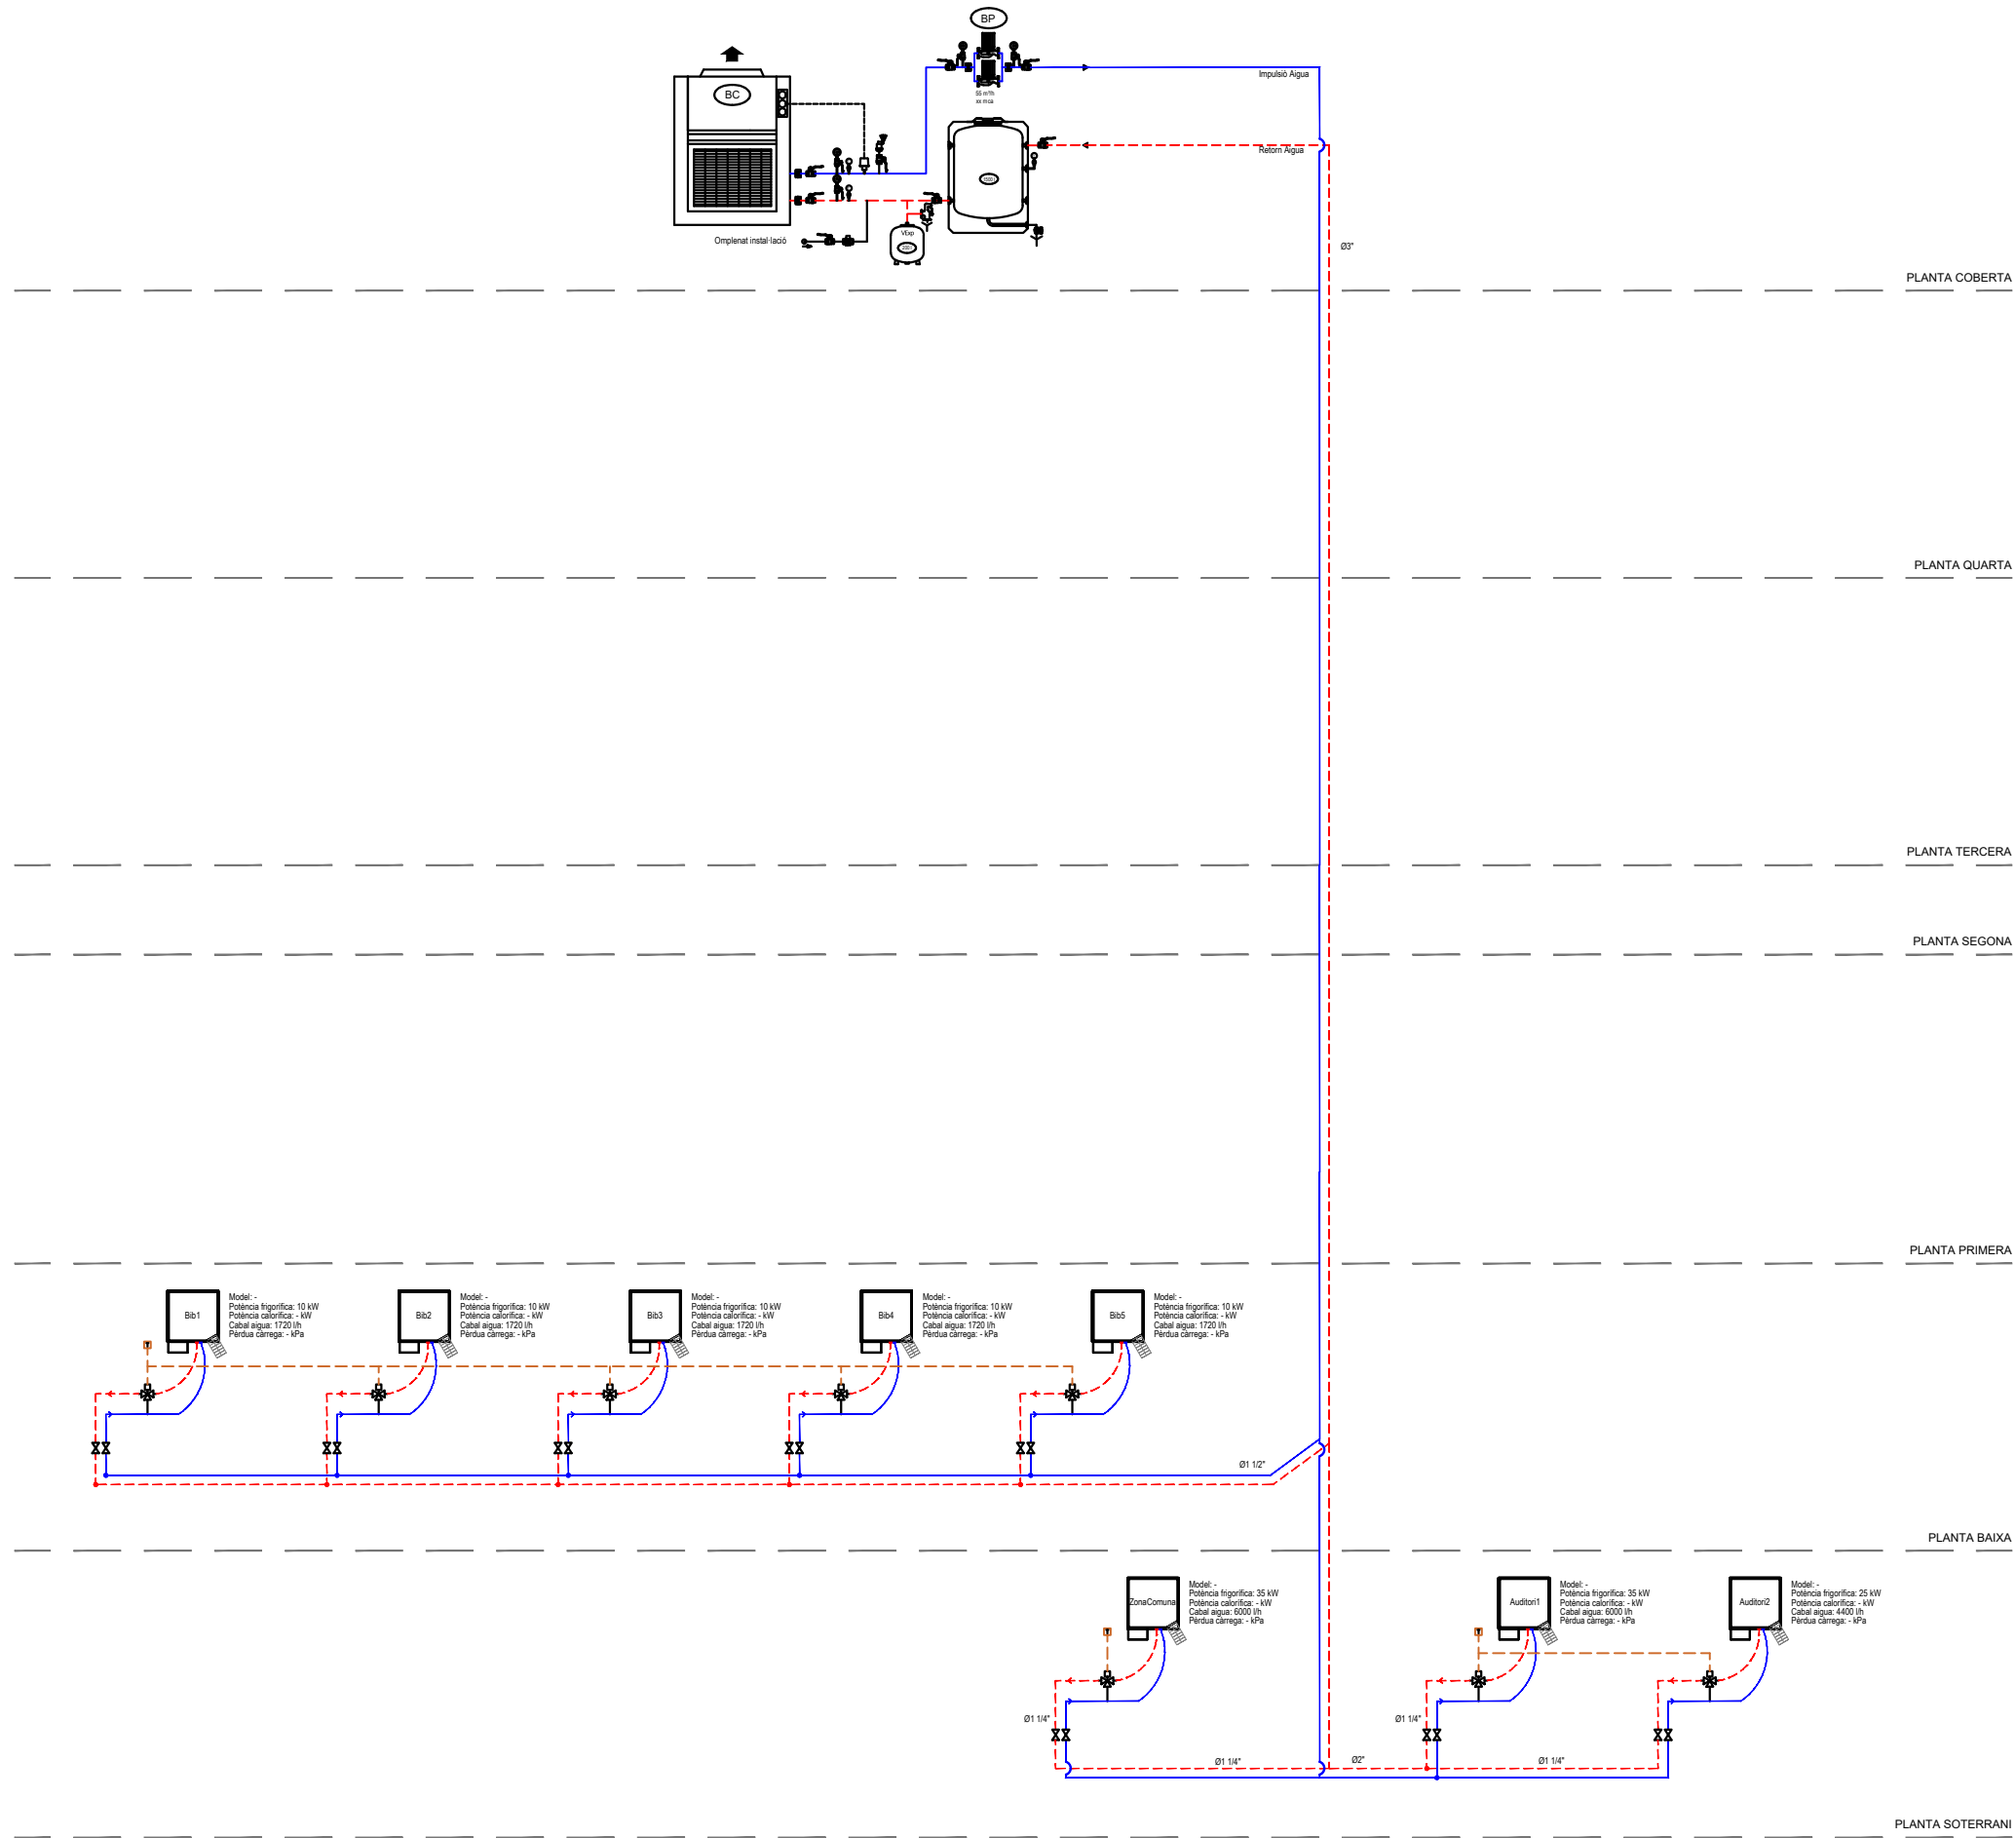 BP
BC
Impulsió Aigua
55 m³/h
xx mca
Retorn Aigua
1500 l
Omplenat instal·lació
VExp
200 l
Ø3"
PLANTA COBERTA
PLANTA QUARTA
PLANTA TERCERA
PLANTA SEGONA
PLANTA PRIMERA
Bib1
Model: -
Potència frigorífica: 10 kW
Potència calorífica: - kW
Cabal aigua: 1720 l/h
Pèrdua càrrega: - kPa
Bib2
Model: -
Potència frigorífica: 10 kW
Potència calorífica: - kW
Cabal aigua: 1720 l/h
Pèrdua càrrega: - kPa
Bib3
Model: -
Potència frigorífica: 10 kW
Potència calorífica: - kW
Cabal aigua: 1720 l/h
Pèrdua càrrega: - kPa
Bib4
Model: -
Potència frigorífica: 10 kW
Potència calorífica: - kW
Cabal aigua: 1720 l/h
Pèrdua càrrega: - kPa
Bib5
Model: -
Potència frigorífica: 10 kW
Potència calorífica: - kW
Cabal aigua: 1720 l/h
Pèrdua càrrega: - kPa
Ø1 1/2"
PLANTA BAIXA
ZonaComuna
Model: -
Potència frigorífica: 35 kW
Potència calorífica: - kW
Cabal aigua: 6000 l/h
Pèrdua càrrega: - kPa
Auditori1
Model: -
Potència frigorífica: 35 kW
Potència calorífica: - kW
Cabal aigua: 6000 l/h
Pèrdua càrrega: - kPa
Auditori2
Model: -
Potència frigorífica: 25 kW
Potència calorífica: - kW
Cabal aigua: 4400 l/h
Pèrdua càrrega: - kPa
Ø1 1/4"
Ø1 1/4"
Ø1 1/4"
Ø2"
Ø1 1/4"
PLANTA SOTERRANI